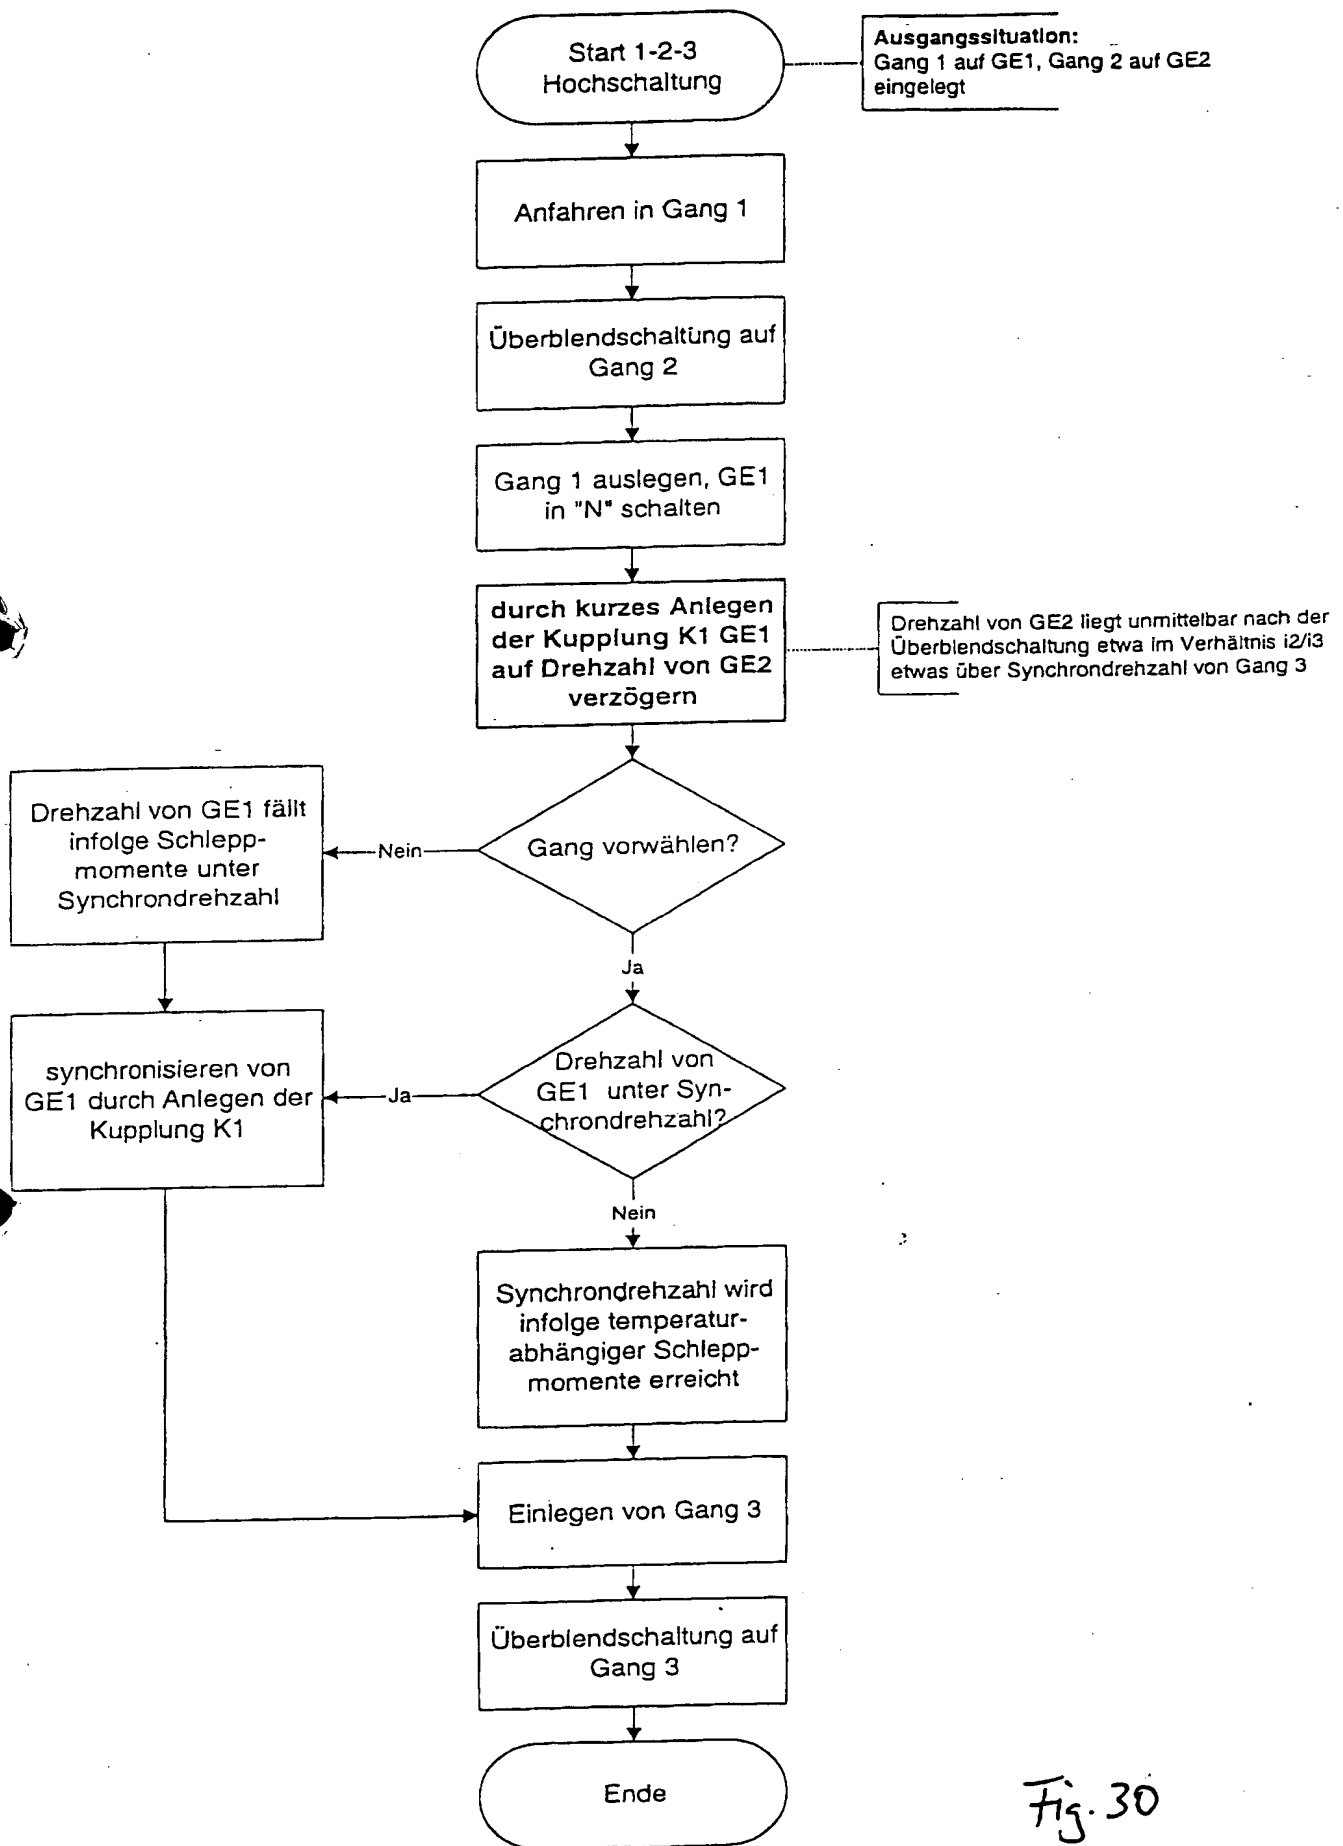 Start 1-2-3
Hochschaltung
Ausgangssituation:
Gang 1 auf GE1, Gang 2 auf GE2
eingelegt
Anfahren in Gang 1
Überblendschaltung auf
Gang 2
Gang 1 auslegen, GE1
in "N" schalten
durch kurzes Anlegen
der Kupplung K1 GE1
auf Drehzahl von GE2
verzögern
Drehzahl von GE2 liegt unmittelbar nach der
Überblendschaltung etwa im Verhältnis i2/i3
etwas über Synchrondrehzahl von Gang 3
Gang vorwählen?
Nein
Drehzahl von GE1 fällt
infolge Schlepp-
momente unter
Synchrondrehzahl
Ja
Drehzahl von
GE1 unter Syn-
chrondrehzahl?
Ja
synchronisieren von
GE1 durch Anlegen der
Kupplung K1
Nein
Synchrondrehzahl wird
infolge temperatur-
abhängiger Schlepp-
momente erreicht
Einlegen von Gang 3
Überblendschaltung auf
Gang 3
Ende
Fig. 30